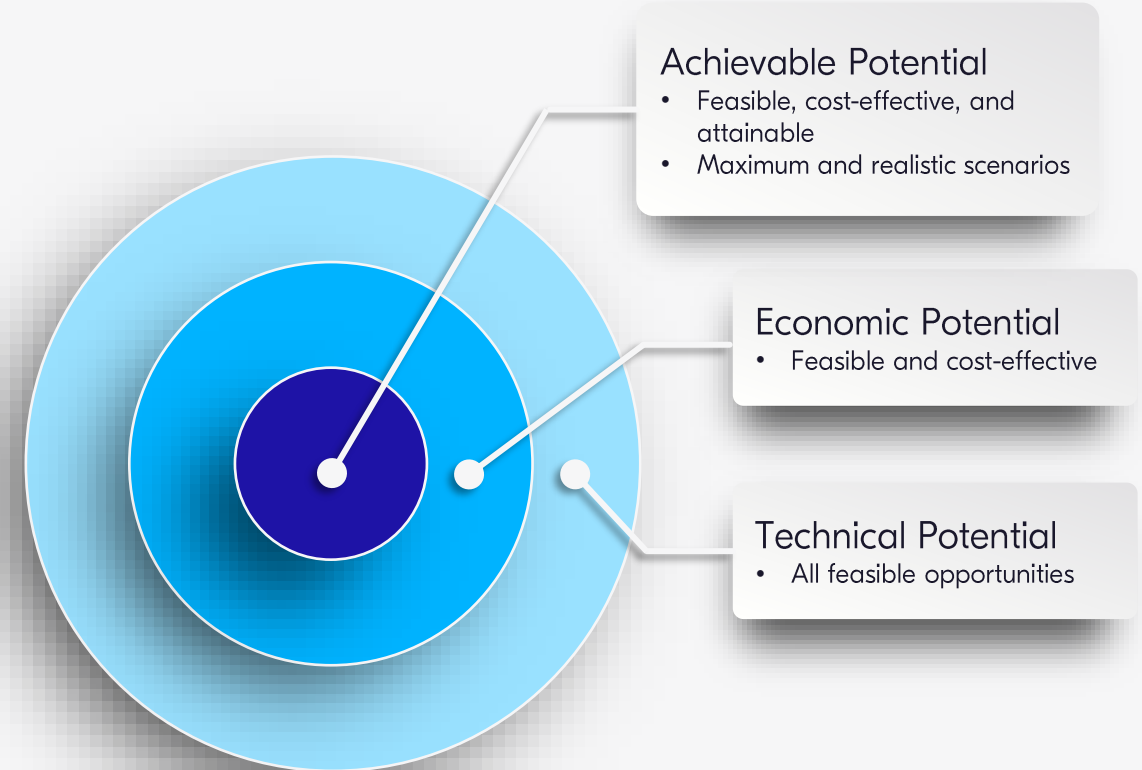 Achievable Potential
• Feasible, cost-effective, and
attainable
• Maximum and realistic scenarios
Economic Potential
• Feasible and cost-effective
Technical Potential
• All feasible opportunities